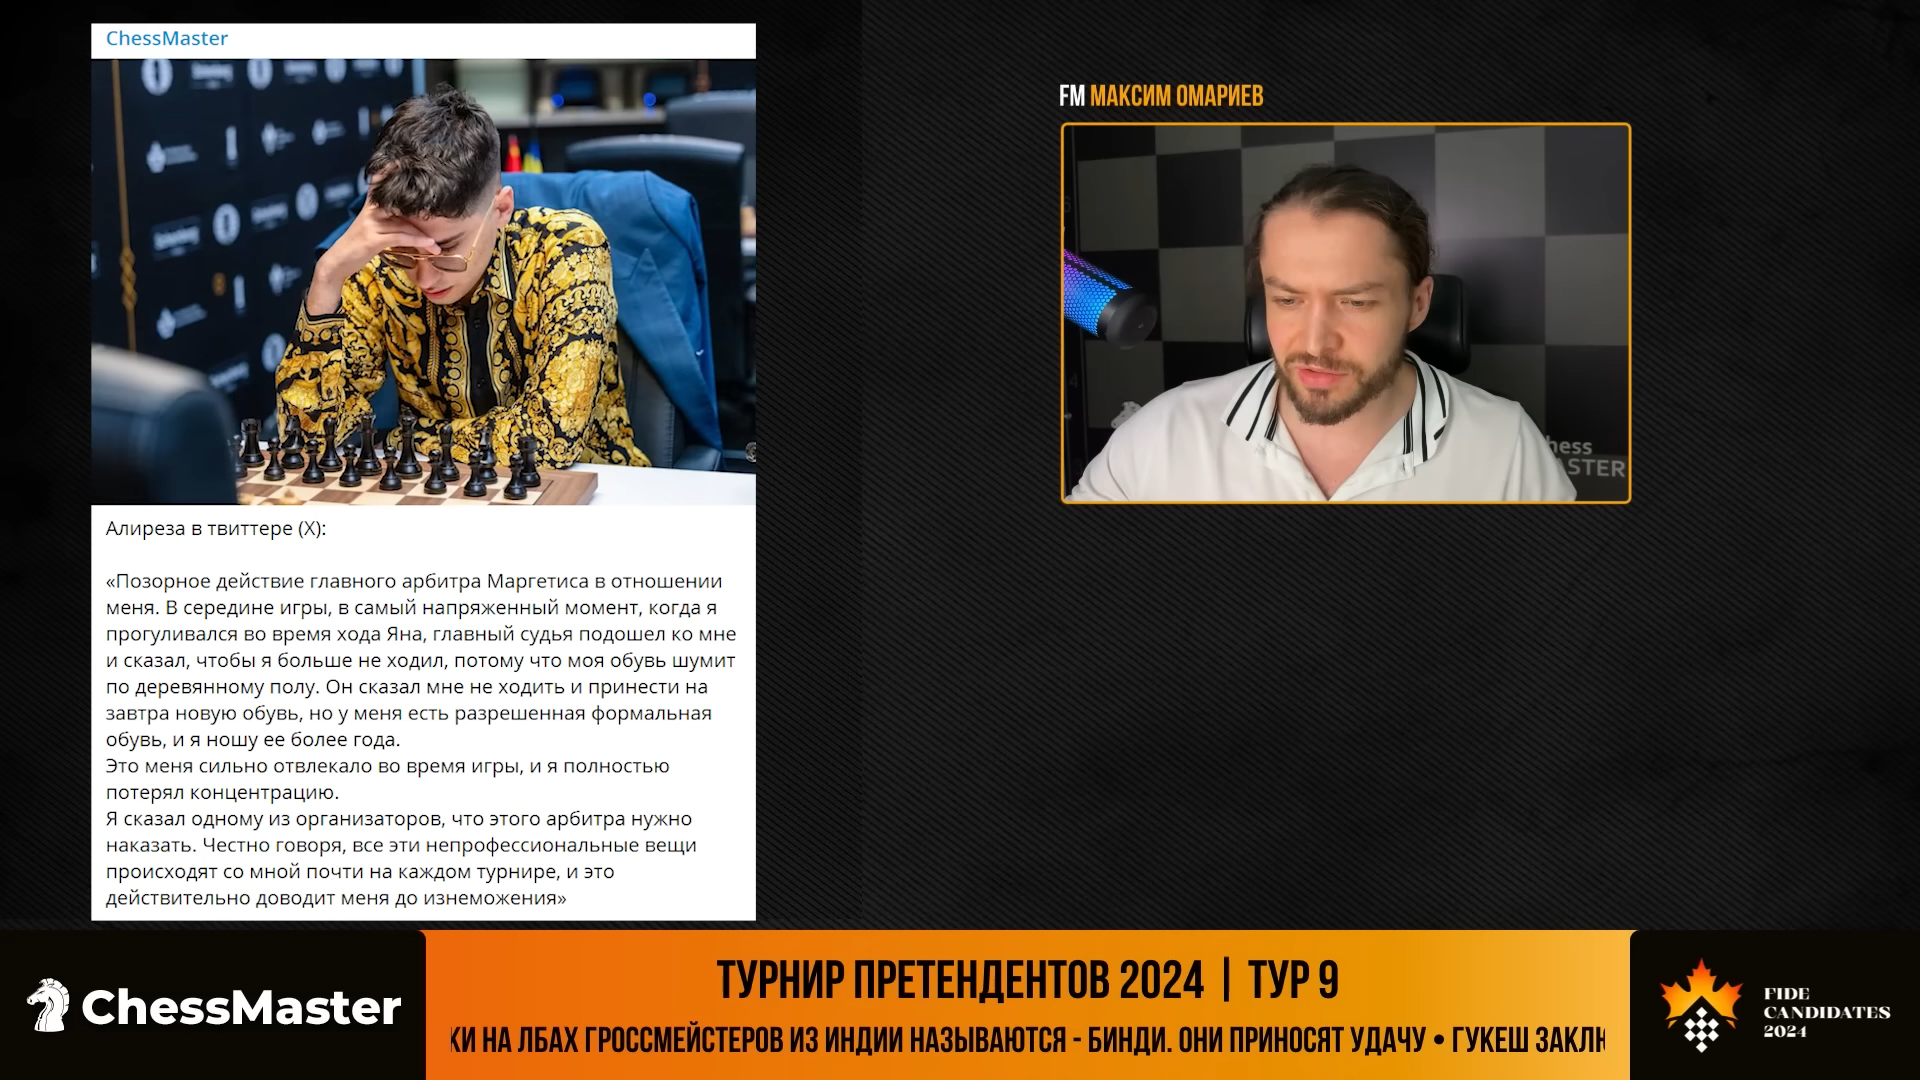 ChessMaster
Алиреза в твиттере (X):
«Позорное действие главного арбитра Маргетиса в отношении
меня. В середине игры, в самый напряженный момент, когда я
прогуливался во время хода Яна, главный судья подошел ко мне
и сказал, чтобы я больше не ходил, потому что моя обувь шумит
по деревянному полу. Он сказал мне не ходить и принести на
завтра новую обувь, но у меня есть разрешенная формальная
обувь, и я ношу ее более года.
Это меня сильно отвлекало во время игры, и я полностью
потерял концентрацию.
Я сказал одному из организаторов, что этого арбитра нужно
наказать. Честно говоря, все эти непрофессиональные вещи
происходят со мной почти на каждом турнире, и это
действительно доводит меня до изнеможения»
FM МАКСИМ ОМАРИЕВ
hess
ASTER
ChessMaster
ТУРНИР ПРЕТЕНДЕНТОВ 2024 | ТУР 9
КИ НА ЛБАХ ГРОССМЕЙСТЕРОВ ИЗ ИНДИИ НАЗЫВАЮТСЯ - БИНДИ. ОНИ ПРИНОСЯТ УДАЧУ • ГУКЕШ ЗАКЛЮ
FIDE
CANDIDATES
2024